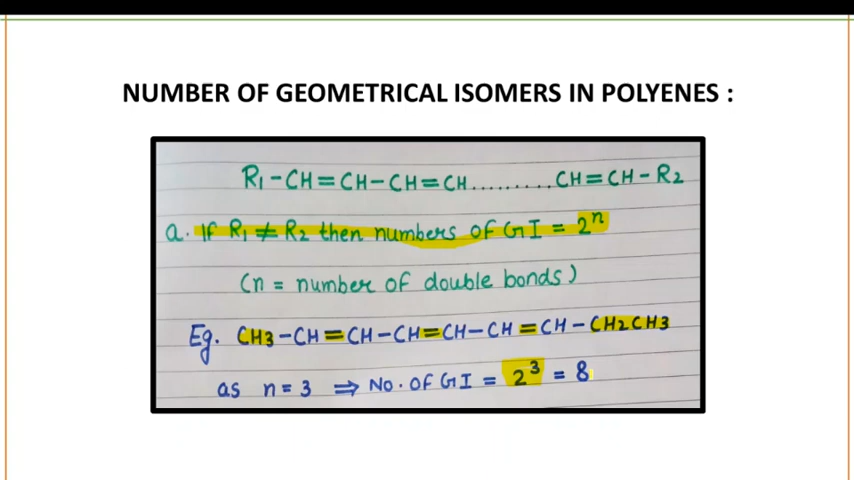 NUMBER OF GEOMETRICAL ISOMERS IN POLYENES :
R₁-CH=CH-CH=CH.........CH=CH-R₂
a. If R₁ ≠ R₂ then numbers of GI = 2ⁿ
(n = number of double bonds)
Eg. CH3-CH=CH-CH=CH-CH=CH-CH2CH3
as n=3 ⇒ No. OF GI = 2³ = 8